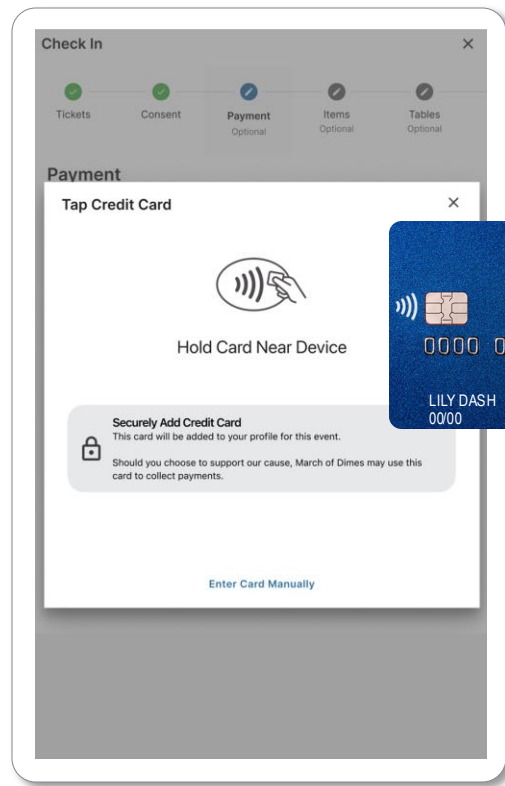 Check In
Tickets
Consent
Payment
Optional
Items
Optional
Tables
Optional
Payment
Tap Credit Card
Hold Card Near Device
0000 0
LILY DASH
00/00
Securely Add Credit Card
This card will be added to your profile for this event.
Should you choose to support our cause, March of Dimes may use this
card to collect payments.
Enter Card Manually